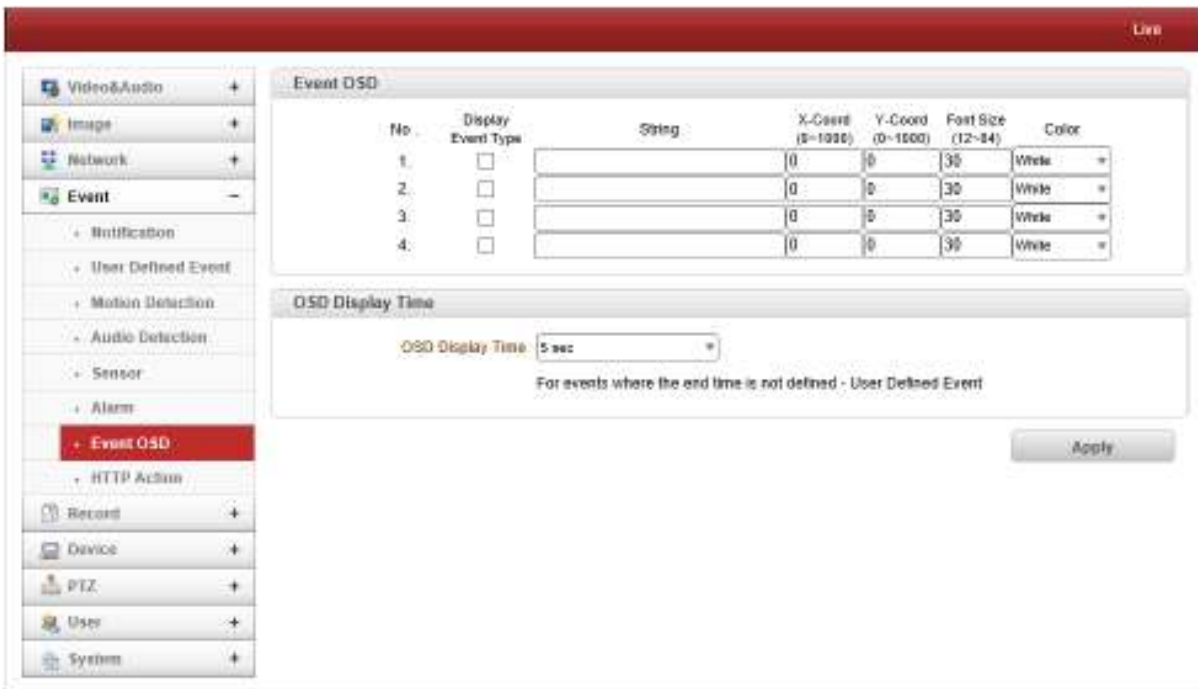 Live
Video&Audio +
Image +
Network +
Event −
Notification
User Defined Event
Motion Detection
Audio Detection
Sensor
Alarm
Event OSD
HTTP Action
Record +
Device +
PTZ +
User +
System +
Event OSD
No . Display Event Type String X-Coord (0~1000) Y-Coord (0~1000) Font Size (12~84) Color
1. 0 0 30 White
2. 0 0 30 White
3. 0 0 30 White
4. 0 0 30 White
OSD Display Time
OSD Display Time 5 sec
For events where the end time is not defined - User Defined Event
Apply